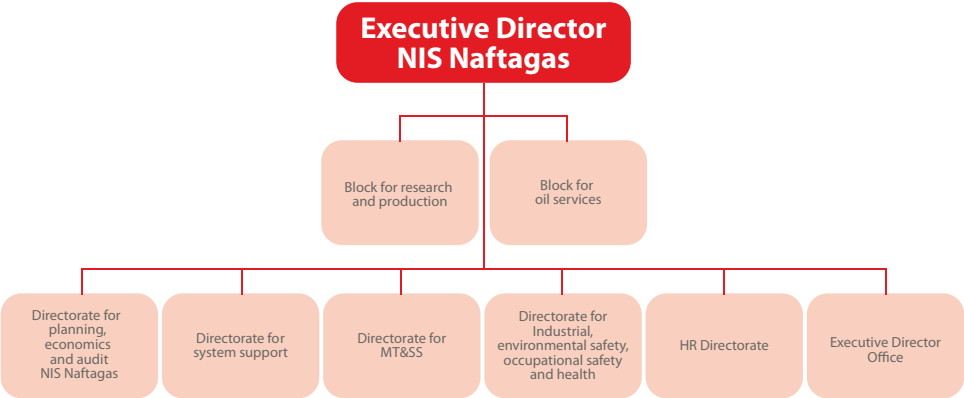 Executive Director
NIS Naftagas
Block for research
and production
Block for
oil services
Directorate for
planning,
economics
and audit
NIS Naftagas
Directorate for
system support
Directorate for
MT&SS
Directorate for
Industrial,
environmental safety,
occupational safety
and health
HR Directorate
Executive Director
Office